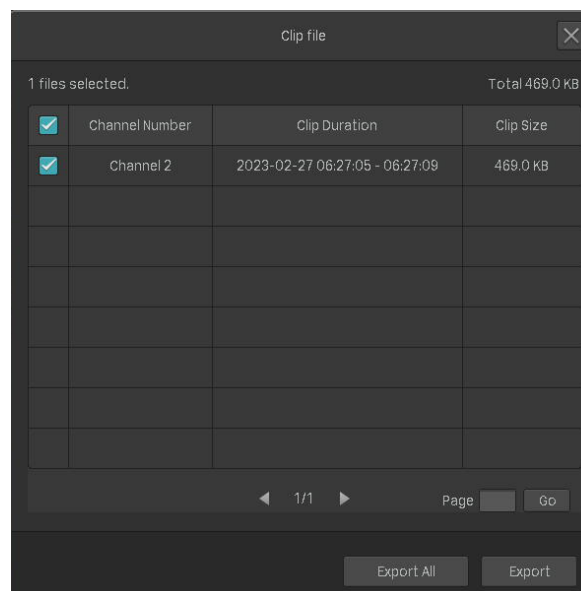 Clip file
1 files selected. Total 469.0 KB
Channel Number Clip Duration Clip Size
Channel 2 2023-02-27 06:27:05 - 06:27:09 469.0 KB
1/1 Page Go
Export All Export